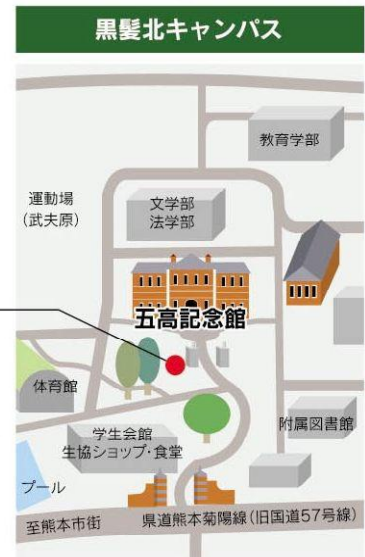 黒髪北キャンパス
教育学部
運動場
(武夫原)
文学部
法学部
五高記念館
体育館
学生会館
生協ショップ・食堂
附属図書館
プール
至熊本市街
県道熊本菊陽線(旧国道57号線)